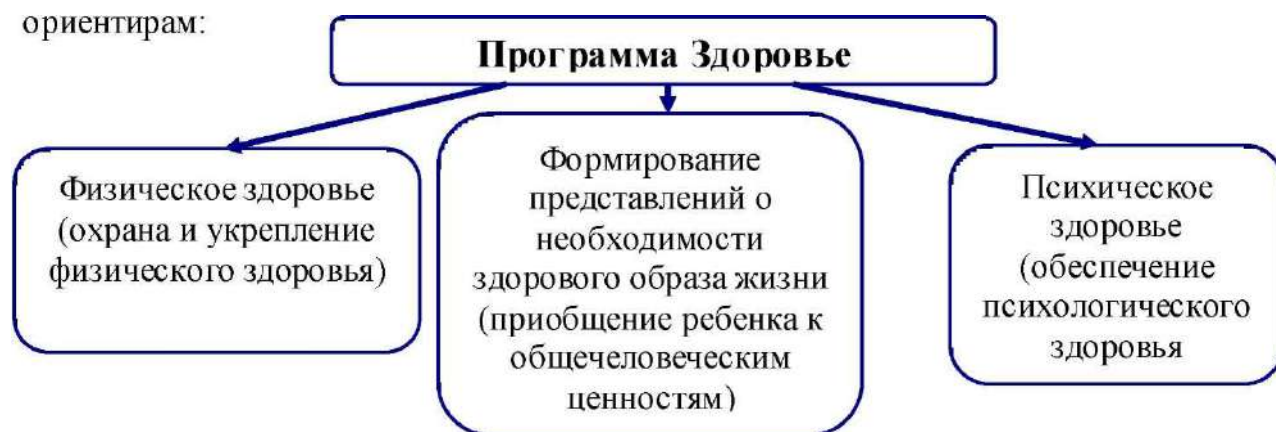 ориентирам:
Программа Здоровье
Физическое здоровье
(охрана и укрепление
физического здоровья)
Формирование
представлений о
необходимости
здорового образа жизни
(приобщение ребенка к
общечеловеческим
ценностям)
Психическое
здоровье
(обеспечение
психологического
здоровья